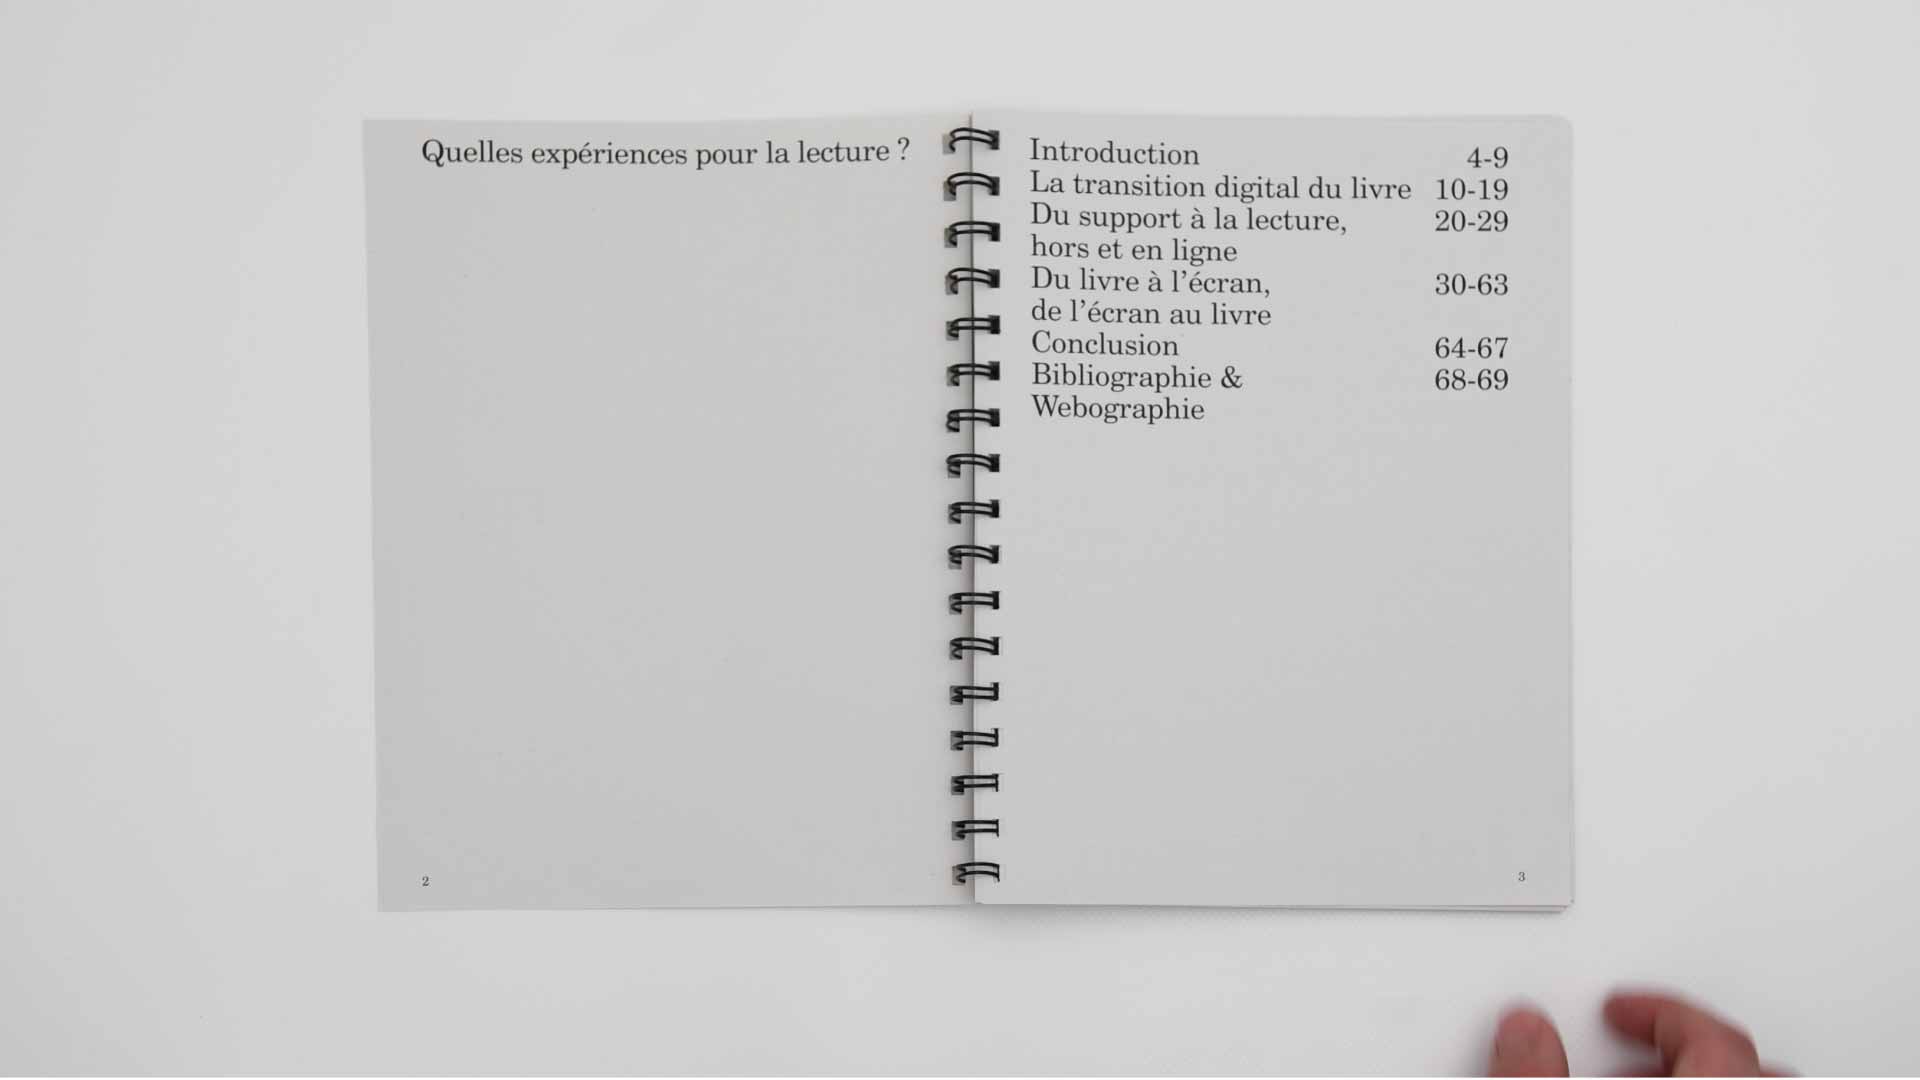 Quelles expériences pour la lecture ?
2
Introduction 4-9
La transition digital du livre 10-19
Du support à la lecture, 20-29
hors et en ligne
Du livre à l'écran, 30-63
de l'écran au livre
Conclusion 64-67
Bibliographie & 68-69
Webographie
3